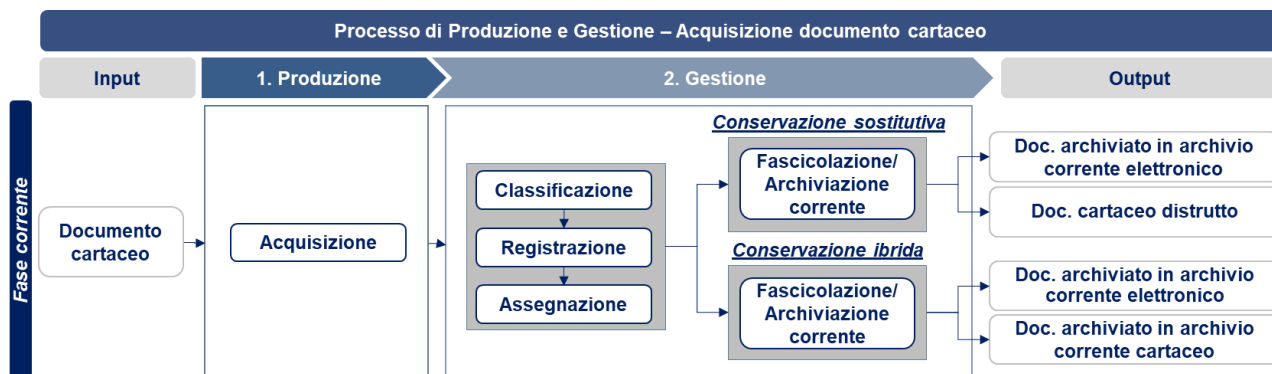 Processo di Produzione e Gestione – Acquisizione documento cartaceo
Input
1. Produzione
2. Gestione
Output
Fase corrente
Documento
cartaceo
Acquisizione
Classificazione
Registrazione
Assegnazione
Conservazione sostitutiva
Fascicolazione/
Archiviazione
corrente
Conservazione ibrida
Fascicolazione/
Archiviazione
corrente
Doc. archiviato in archivio
corrente elettronico
Doc. cartaceo distrutto
Doc. archiviato in archivio
corrente elettronico
Doc. archiviato in archivio
corrente cartaceo